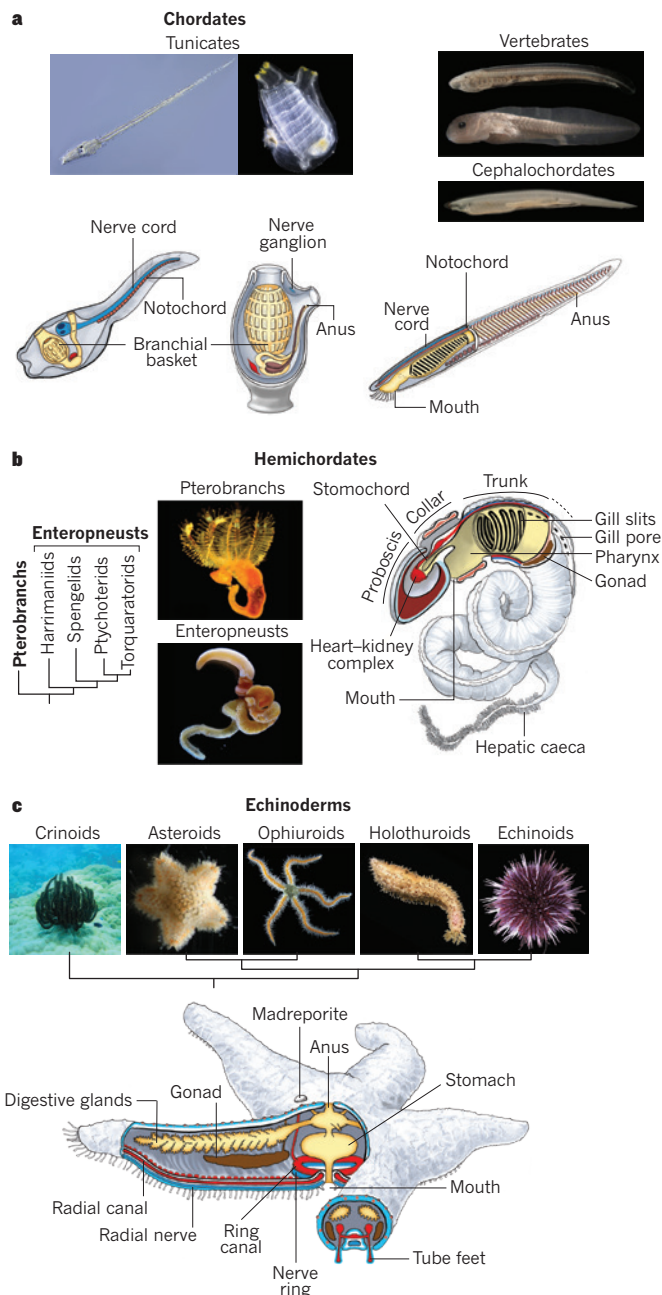 a
Chordates
Tunicates
Vertebrates
Cephalochordates
Nerve cord
Notochord
Branchial
basket
Nerve
ganglion
Anus
Notochord
Nerve
cord
Anus
Mouth
b
Hemichordates
Pterobranchs
Enteropneusts
Pterobranchs
Harrimaniids
Spengelids
Ptychoterids
Torquaratorids
Enteropneusts
Stomochord
Proboscis
Collar
Trunk
Gill slits
Gill pore
Pharynx
Gonad
Heart–kidney
complex
Mouth
Hepatic caeca
c
Echinoderms
Crinoids
Asteroids
Ophiuroids
Holothuroids
Echinoids
Madreporite
Anus
Stomach
Gonad
Digestive glands
Mouth
Radial canal
Radial nerve
Ring
canal
Nerve
ring
Tube feet